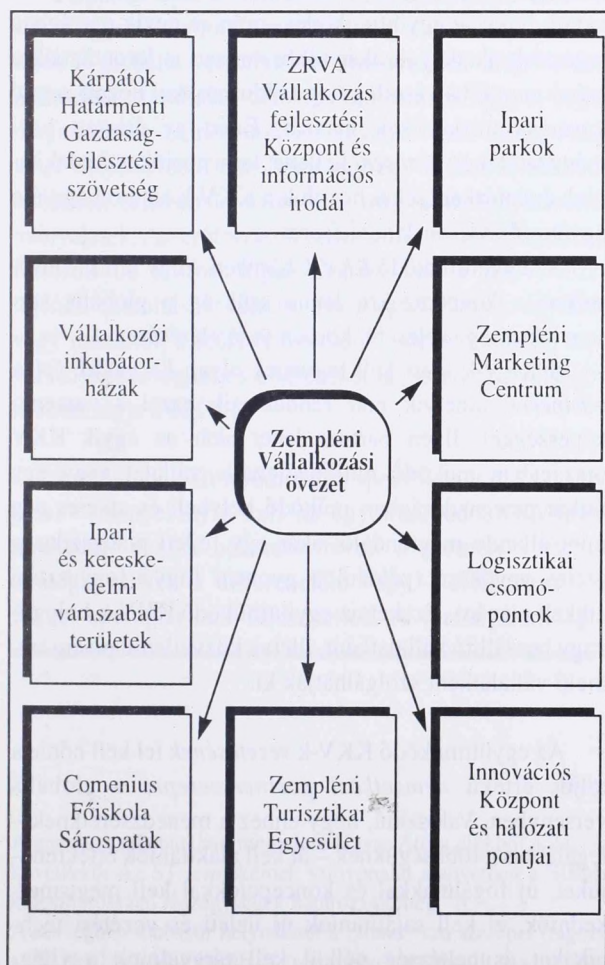 Kárpátok
Határmenti
Gazdaság-
fejlesztési
szövetség
ZRVA
Vállalkozás
fejlesztési
Központ és
információs
irodái
Ipari
parkok
Vállalkozói
inkubátor-
házák
Zempléni
Marketing
Centrum
Zempléni
Vállalkozási
övezet
Ipari
és kereske-
delmi
vámszabad-
területek
Logisztikai
csomó-
pontok
Comenius
Főiskola
Sárospatak
Zempléni
Turisztikai
Egyesület
Innovációs
Központ
és hálózati
pontjai